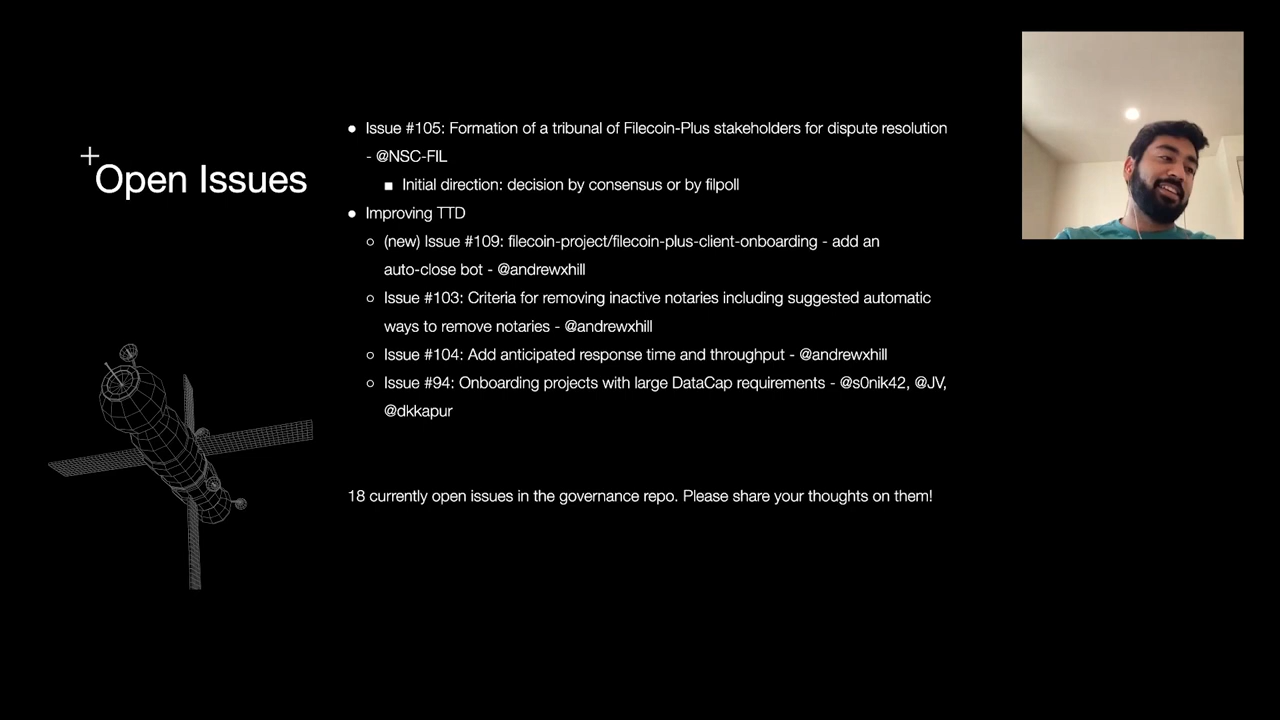 +
Open Issues
● Issue #105: Formation of a tribunal of Filecoin-Plus stakeholders for dispute resolution
- @NSC-FIL
■ Initial direction: decision by consensus or by filpoll
● Improving TTD
○ (new) Issue #109: filecoin-project/filecoin-plus-client-onboarding - add an
auto-close bot - @andrewxhill
○ Issue #103: Criteria for removing inactive notaries including suggested automatic
ways to remove notaries - @andrewxhill
○ Issue #104: Add anticipated response time and throughput - @andrewxhill
○ Issue #94: Onboarding projects with large DataCap requirements - @s0nik42, @JV,
@dkkapur
18 currently open issues in the governance repo. Please share your thoughts on them!